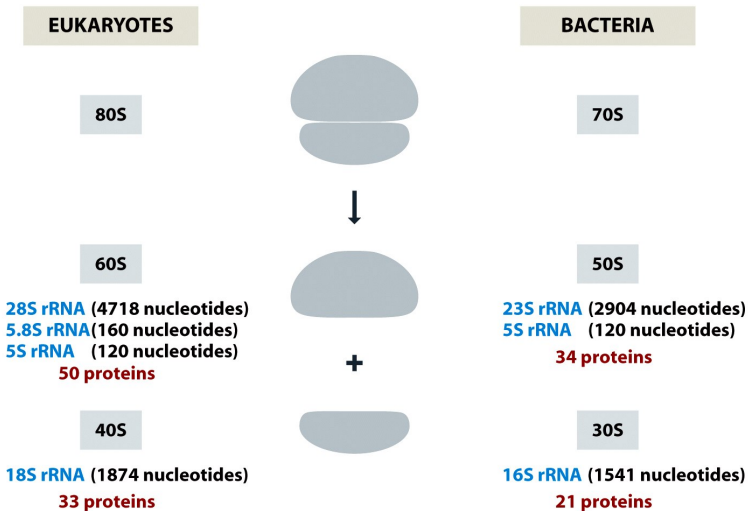 EUKARYOTES
BACTERIA
80S
70S
60S
50S
28S rRNA (4718 nucleotides)
5.8S rRNA (160 nucleotides)
5S rRNA (120 nucleotides)
50 proteins
23S rRNA (2904 nucleotides)
5S rRNA (120 nucleotides)
34 proteins
+
40S
30S
18S rRNA (1874 nucleotides)
33 proteins
16S rRNA (1541 nucleotides)
21 proteins